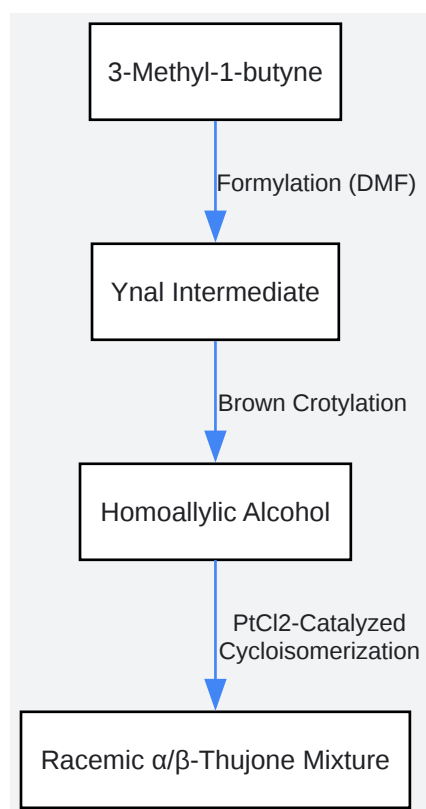 3-Methyl-1-butyne
Formylation (DMF)
Ynal Intermediate
Brown Crotylation
Homoallylic Alcohol
PtCl2-Catalyzed
Cycloisomerization
Racemic α/β-Thujone Mixture